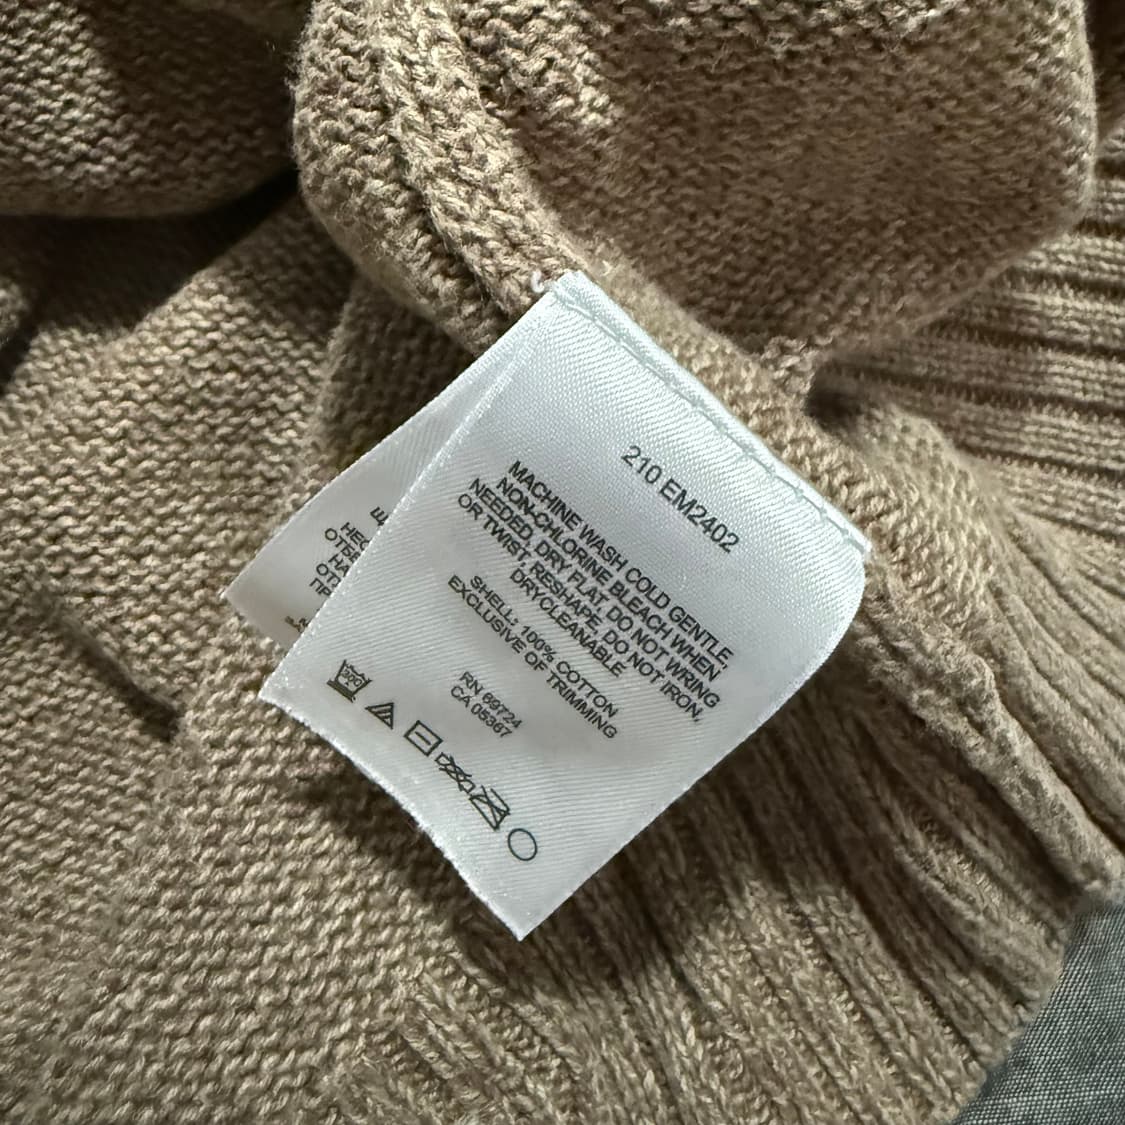 210 EM2402
MACHINE WASH COLD GENTLE,
NON-CHLORINE BLEACH WHEN
NEEDED, DRY FLAT DO NOT WRING
OR TWIST, RESHAPE, DO NOT IRON,
DRYCLEANABLE
SHELL: 100% COTTON
EXCLUSIVE OF TRIMMING
RN 69724
CA 05367
30C